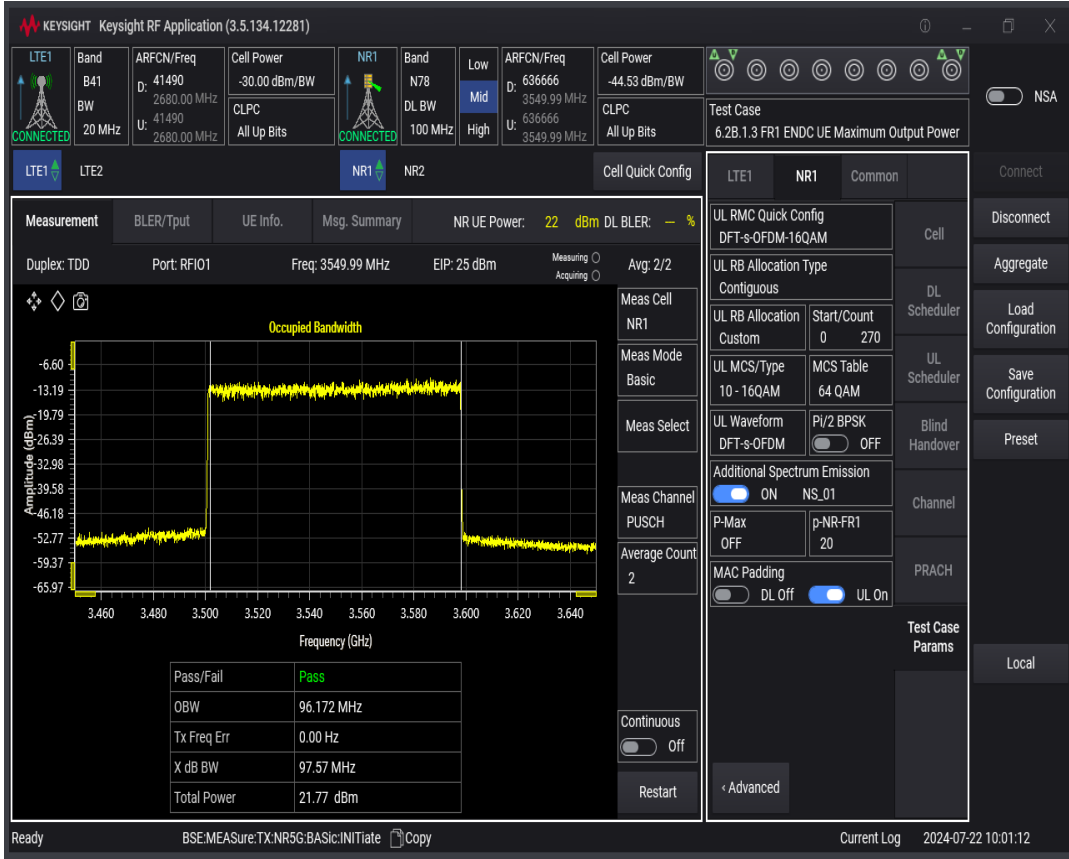 KEYSIGHT Keysight RF Application (3.5.134.12281)
LTE1 Band ARFCN/Freq Cell Power NR1 Band Low ARFCN/Freq Cell Power
B41 D: 41490 -30.00 dBm/BW N78 D: 636666 -44.53 dBm/BW
2680.00 MHz Mid 3549.99 MHz
BW U: 41490 CLPC DL BW U: 636666 CLPC
CONNECTED 20 MHz 2680.00 MHz All Up Bits CONNECTED 100 MHz High 3549.99 MHz All Up Bits
Test Case
6.2B.1.3 FR1 ENDC UE Maximum Output Power
NSA
LTE1 LTE2 NR1 NR2 Cell Quick Config
LTE1 NR1 Common
Connect
Measurement BLER/Tput UE Info. Msg. Summary NR UE Power: 22 dBm DL BLER: -- %
Duplex: TDD Port: RFIO1 Freq: 3549.99 MHz EIP: 25 dBm Measuring Acquiring Avg: 2/2
Occupied Bandwidth
Amplitude (dBm)
-6.60
-13.19
-19.79
-26.39
-32.98
-39.58
-46.18
-52.77
-59.37
-65.97
3.460 3.480 3.500 3.520 3.540 3.560 3.580 3.600 3.620 3.640
Frequency (GHz)
Pass/Fail Pass
OBW 96.172 MHz
Tx Freq Err 0.00 Hz
X dB BW 97.57 MHz
Total Power 21.77 dBm
Meas Cell
NR1
Meas Mode
Basic
Meas Select
Meas Channel
PUSCH
Average Count
2
Continuous
Off
Restart
UL RMC Quick Config
DFT-s-OFDM-16QAM
UL RB Allocation Type
Contiguous
UL RB Allocation Start/Count
Custom 0 270
UL MCS/Type MCS Table
10 - 16QAM 64 QAM
UL Waveform Pi/2 BPSK
DFT-s-OFDM OFF
Additional Spectrum Emission
ON NS_01
P-Max p-NR-FR1
OFF 20
MAC Padding
DL Off UL On
‹ Advanced
Cell
DL
Scheduler
UL
Scheduler
Blind
Handover
Channel
PRACH
Test Case
Params
Disconnect
Aggregate
Load
Configuration
Save
Configuration
Preset
Local
Ready BSE:MEASure:TX:NR5G:BASic:INITiate Copy Current Log 2024-07-22 10:01:12